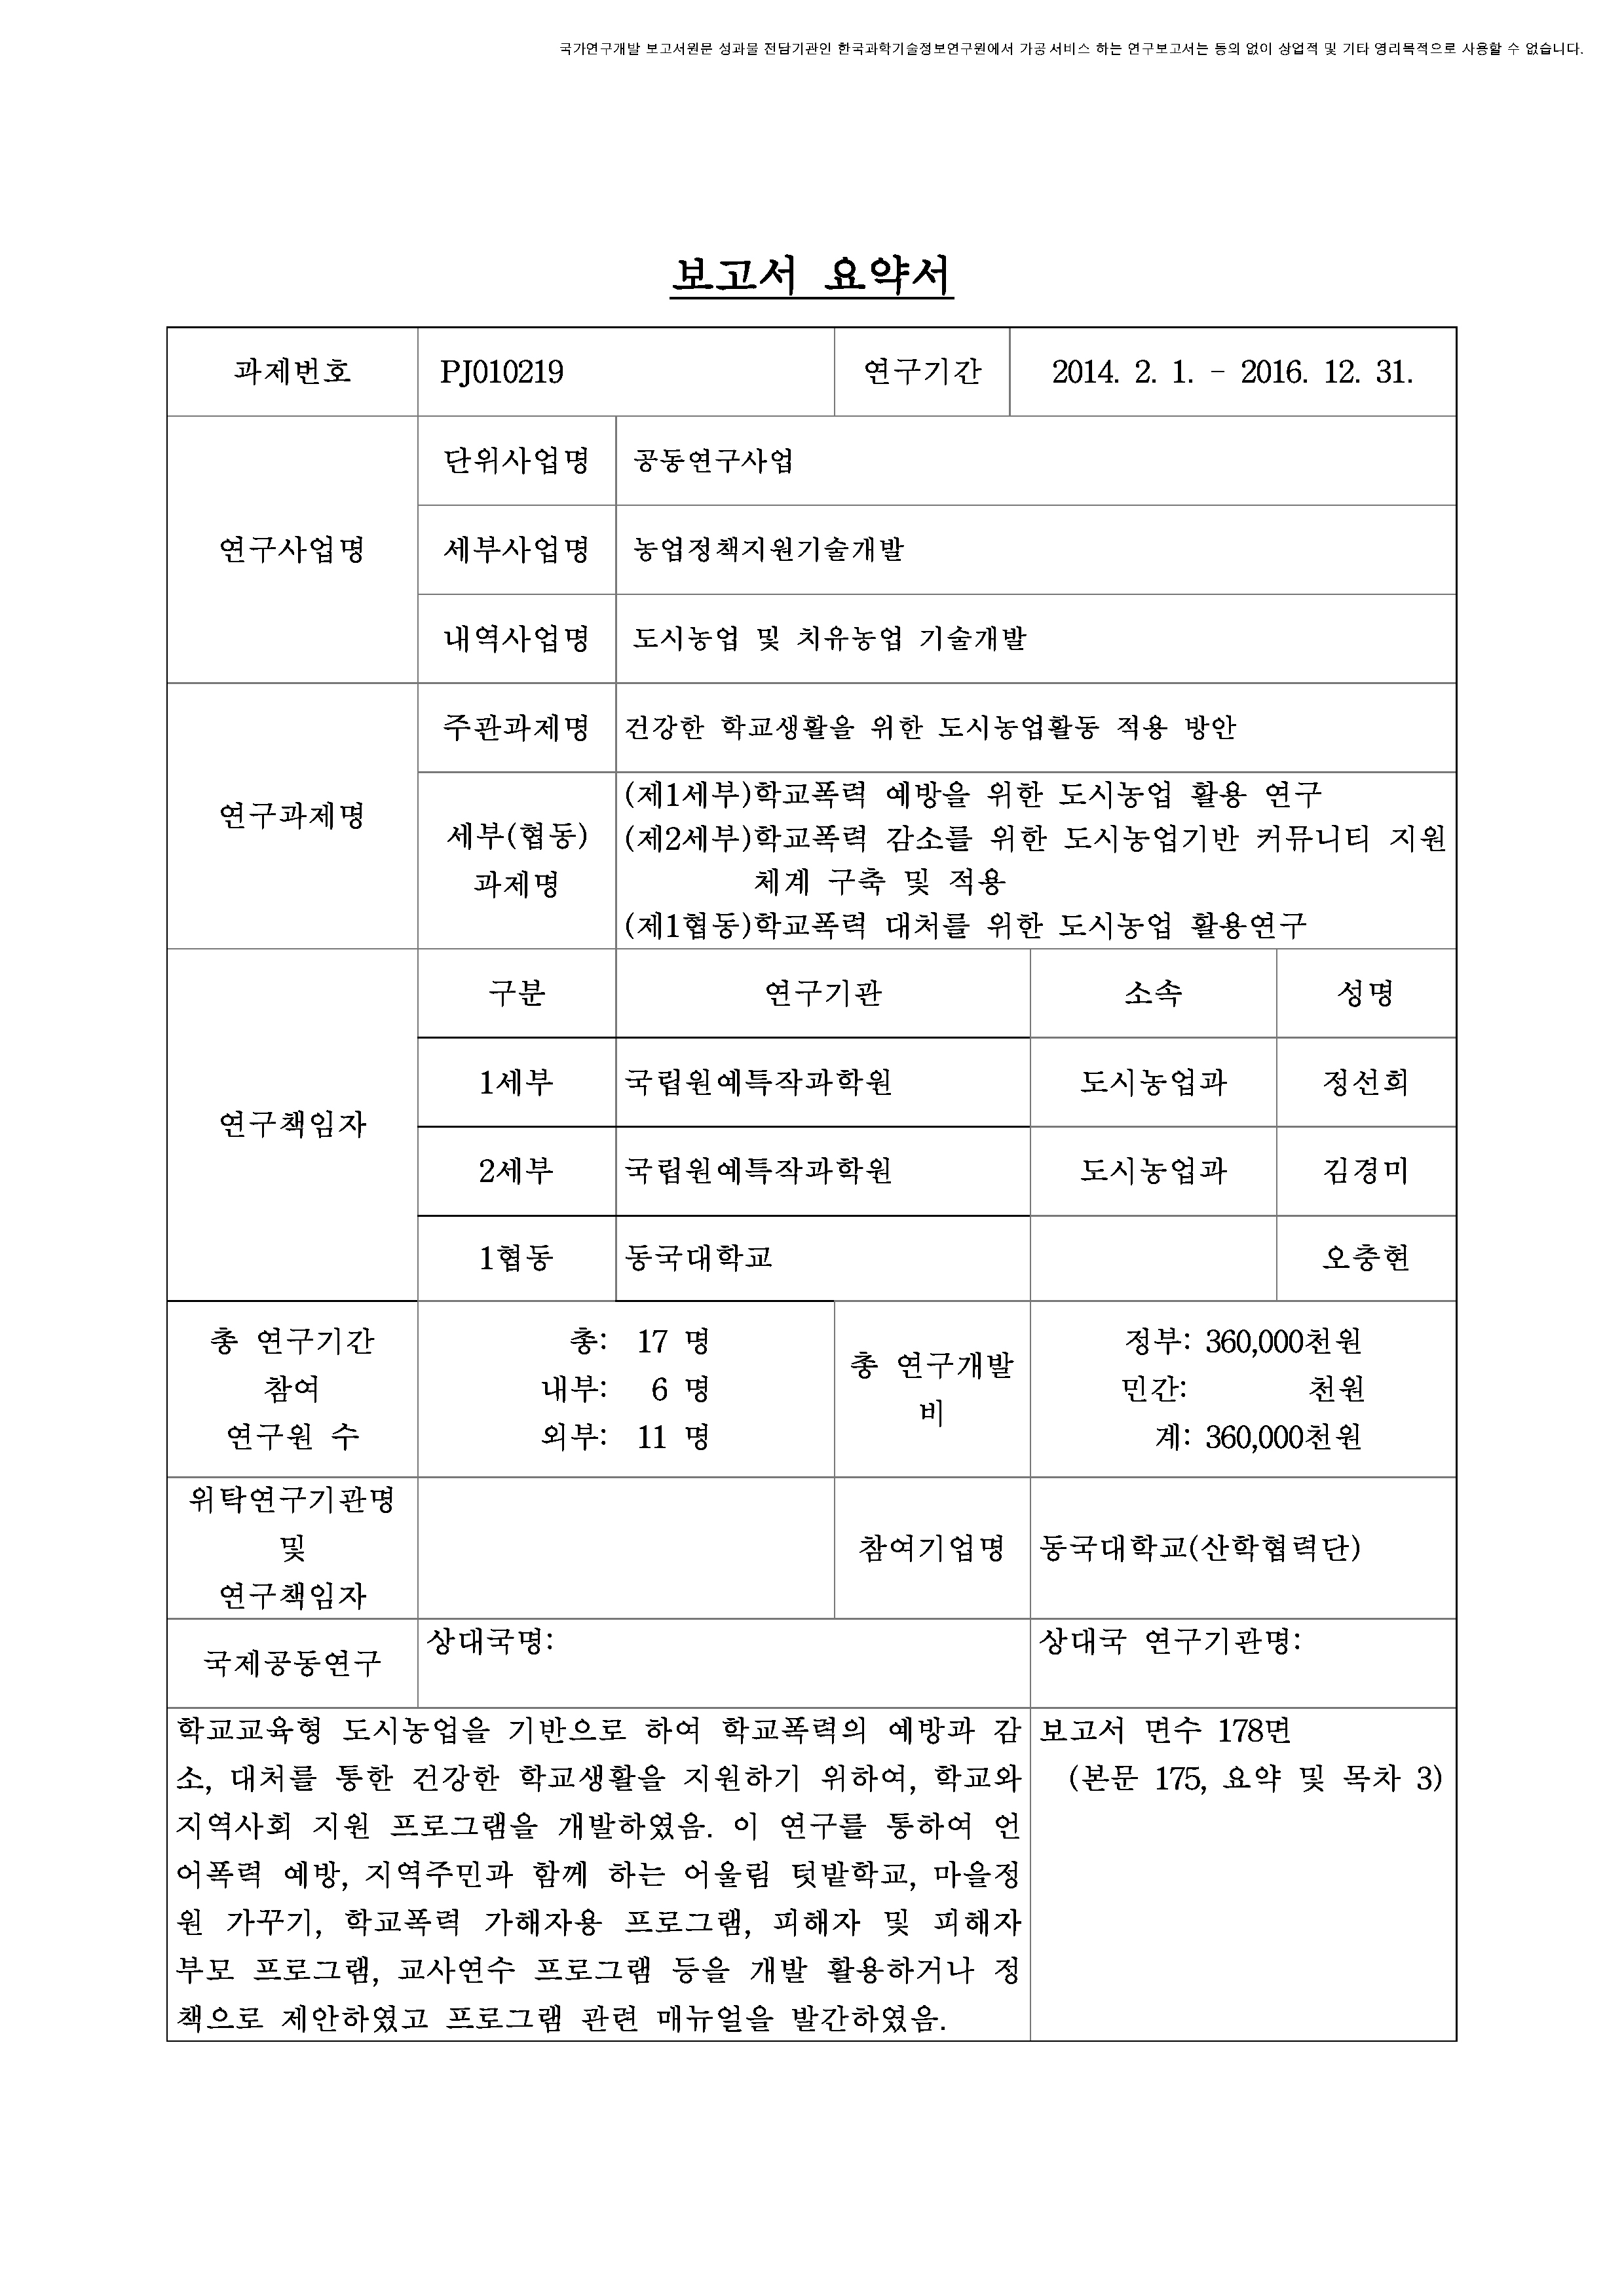 국가연구개발 보고서원문 성과물 전담기관인 한국과학기술정보연구원에서 가공·서비스 하는 연구보고서는 동의 없이 상업적 및 기타 영리목적으로 사용할 수 없습니다.
보고서 요약서
과제번호 PJ010219 연구기간 2014. 2. 1. - 2016. 12. 31.
연구사업명
단위사업명 공동연구사업
세부사업명 농업정책지원기술개발
내역사업명 도시농업 및 치유농업 기술개발
연구과제명
주관과제명 건강한 학교생활을 위한 도시농업활동 적용 방안
세부(협동)
과제명
(제1세부)학교폭력 예방을 위한 도시농업 활용 연구
(제2세부)학교폭력 감소를 위한 도시농업기반 커뮤니티 지원
체계 구축 및 적용
(제1협동)학교폭력 대처를 위한 도시농업 활용연구
연구책임자
구분 연구기관 소속 성명
1세부 국립원예특작과학원 도시농업과 정선희
2세부 국립원예특작과학원 도시농업과 김경미
1협동 동국대학교 오충현
총 연구기간
참여
연구원 수
총: 17 명
내부: 6 명
외부: 11 명
총 연구개발
비
정부: 360,000천원
민간: 천원
계: 360,000천원
위탁연구기관명
및
연구책임자
참여기업명 동국대학교(산학협력단)
국제공동연구
상대국명:
상대국 연구기관명:
학교교육형 도시농업을 기반으로 하여 학교폭력의 예방과 감
소, 대처를 통한 건강한 학교생활을 지원하기 위하여, 학교와
지역사회 지원 프로그램을 개발하였음. 이 연구를 통하여 언
어폭력 예방, 지역주민과 함께 하는 어울림 텃밭학교, 마을정
원 가꾸기, 학교폭력 가해자용 프로그램, 피해자 및 피해자
부모 프로그램, 교사연수 프로그램 등을 개발 활용하거나 정
책으로 제안하였고 프로그램 관련 매뉴얼을 발간하였음.
보고서 면수 178면
(본문 175, 요약 및 목차 3)